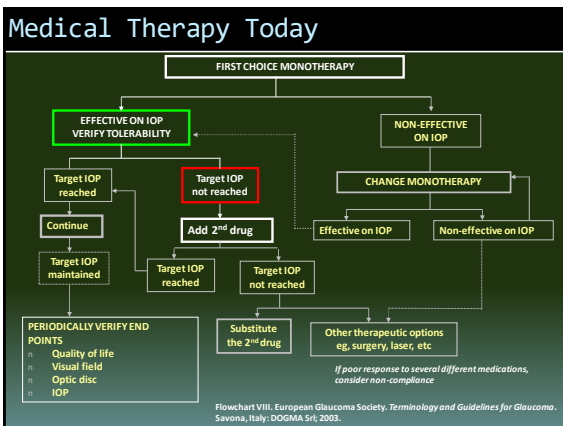 Medical Therapy Today
FIRST CHOICE MONOTHERAPY
EFFECTIVE ON IOP
VERIFY TOLERABILITY
NON-EFFECTIVE
ON IOP
Target IOP
reached
Target IOP
not reached
CHANGE MONOTHERAPY
Continue
Add 2nd drug
Effective on IOP
Non-effective on IOP
Target IOP
maintained
Target IOP
reached
Target IOP
not reached
PERIODICALLY VERIFY END
POINTS
n Quality of life
n Visual field
n Optic disc
n IOP
Substitute
the 2nd drug
Other therapeutic options
eg, surgery, laser, etc
If poor response to several different medications,
consider non-compliance
Flowchart VIII. European Glaucoma Society. Terminology and Guidelines for Glaucoma.
Savona, Italy: DOGMA Srl; 2003.